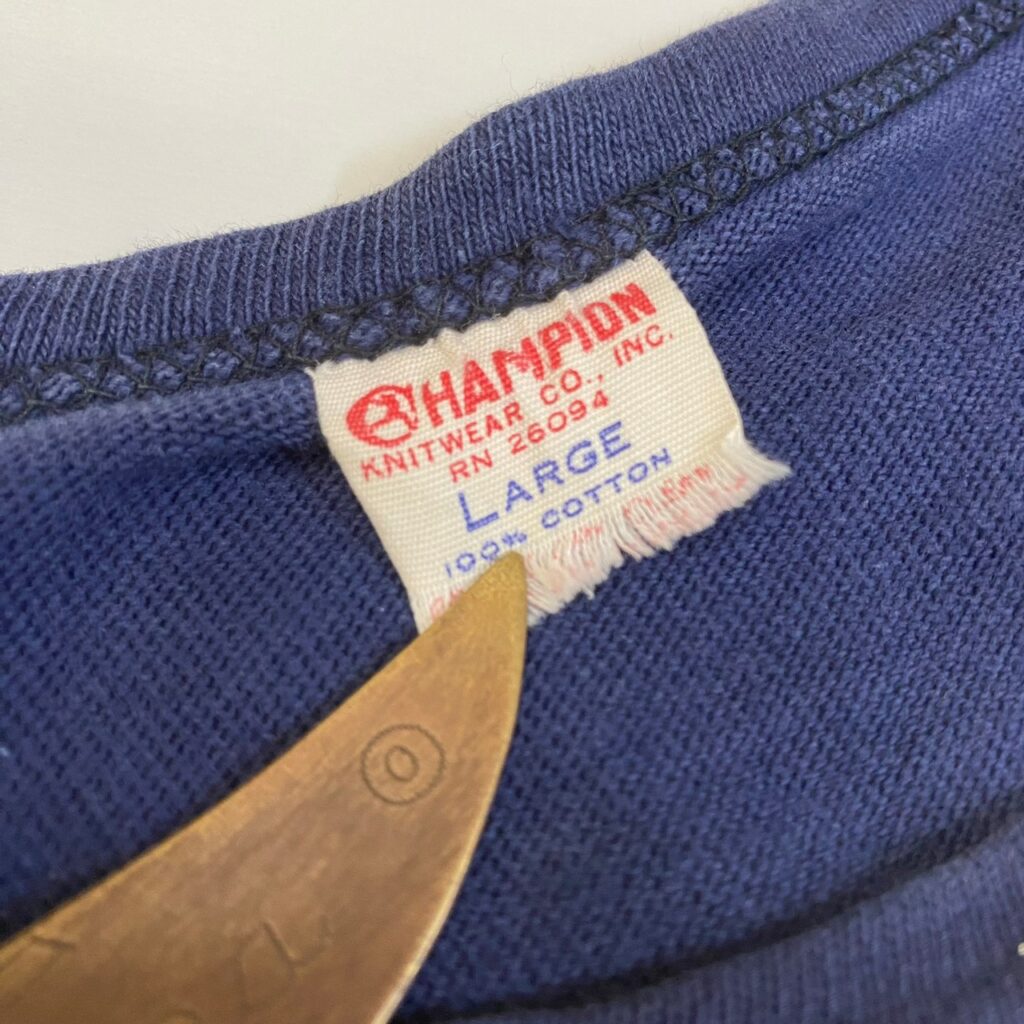 CHAMPION
KNITWEAR CO., INC.
RN 26094
LARGE
100% COTTON
O